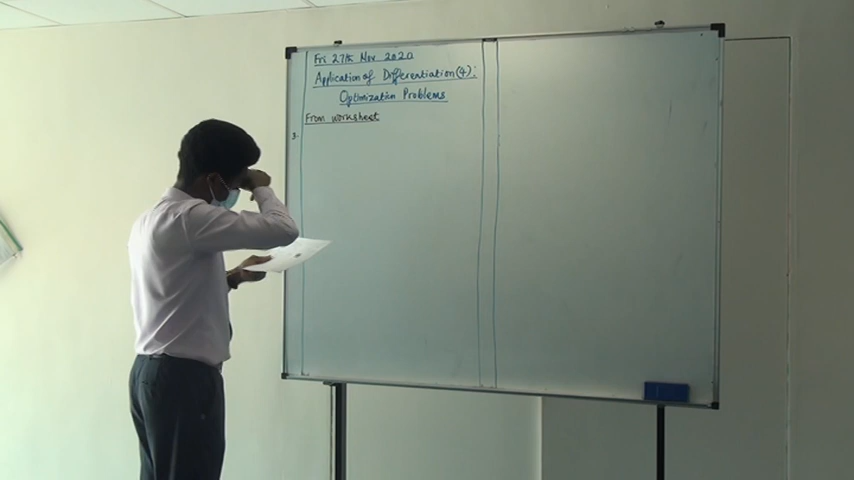 Fri 27th Nov 2020
Application of Differentiation (4):
Optimization Problems
From worksheet
3.